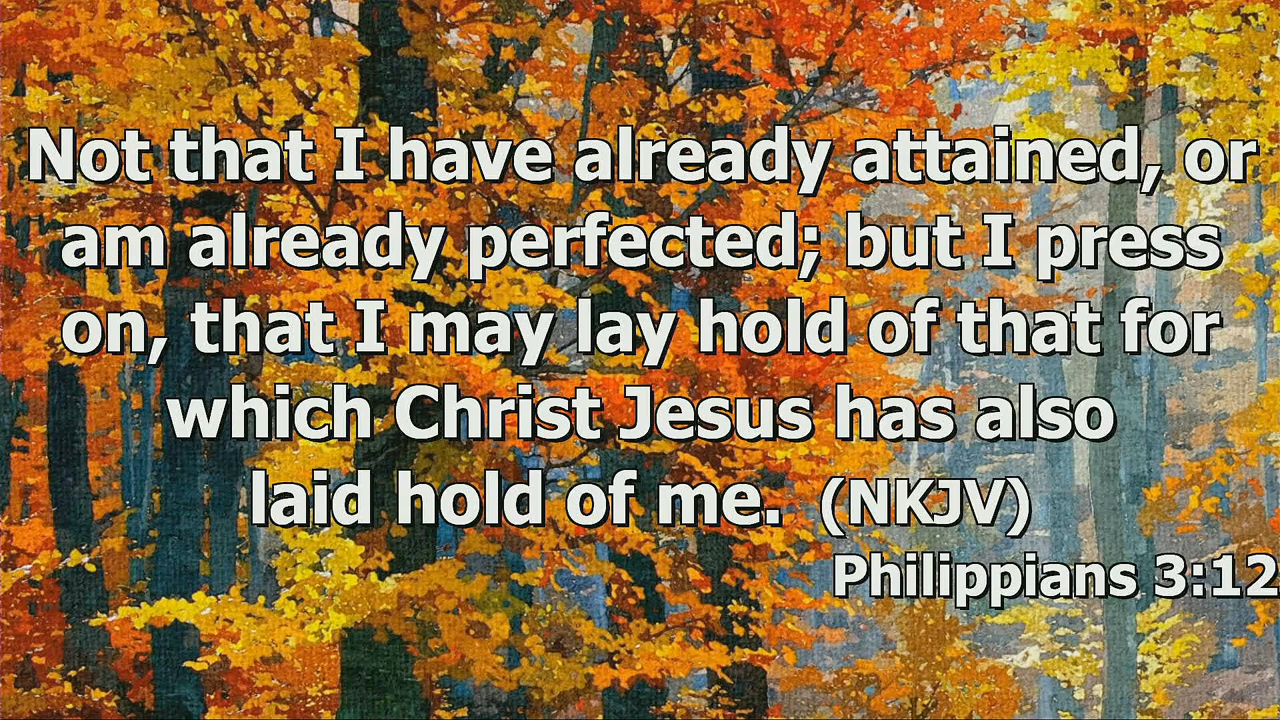 Not that I have already attained, or
am already perfected; but I press
on, that I may lay hold of that for
which Christ Jesus has also
laid hold of me. (NKJV)
Philippians 3:12